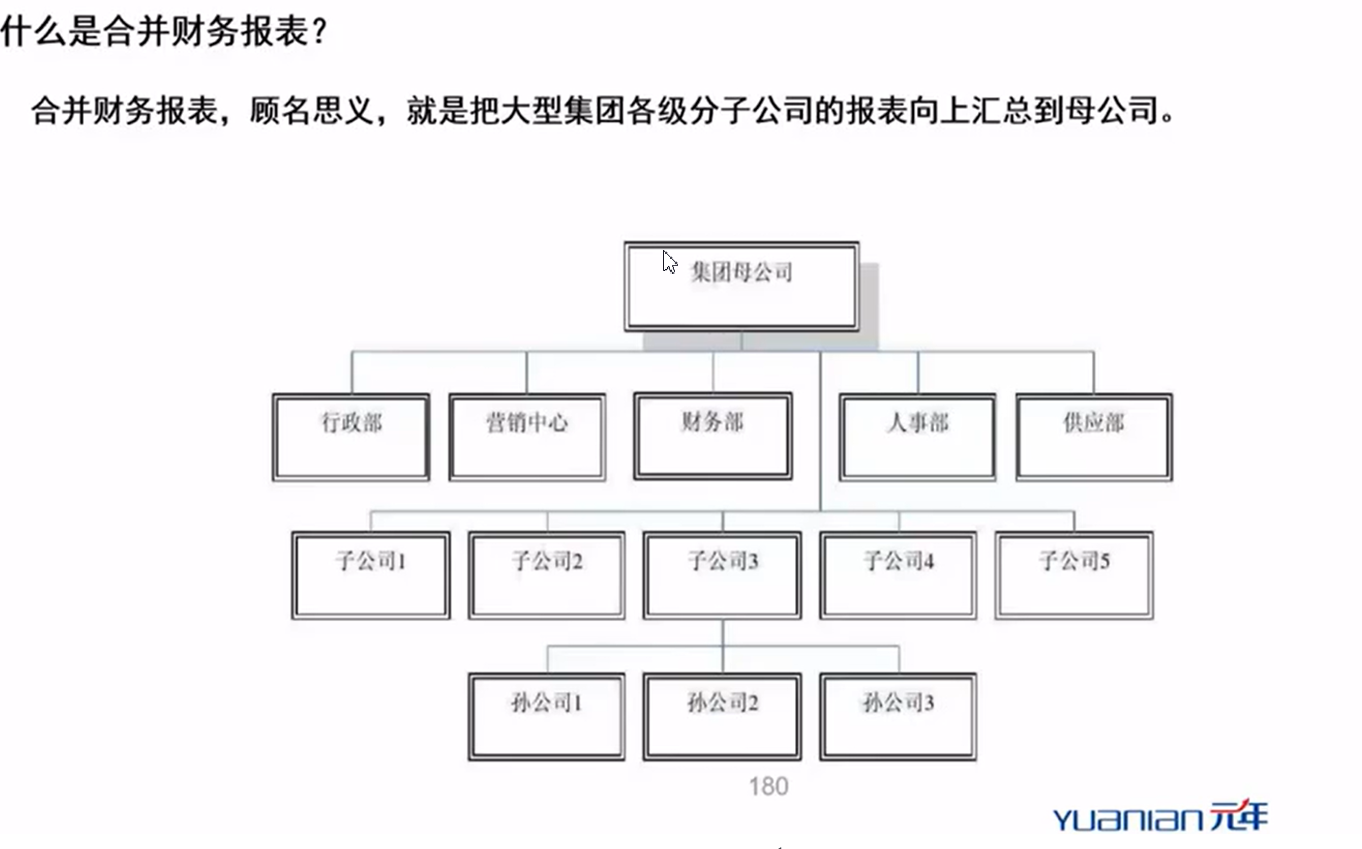 什么是合并财务报表？
合并财务报表，顾名思义，就是把大型集团各级分子公司的报表向上汇总到母公司。
集团母公司
行政部 营销中心 财务部 人事部 供应部
子公司1 子公司2 子公司3 子公司4 子公司5
孙公司1 孙公司2 孙公司3
180
YUANIAN 元年